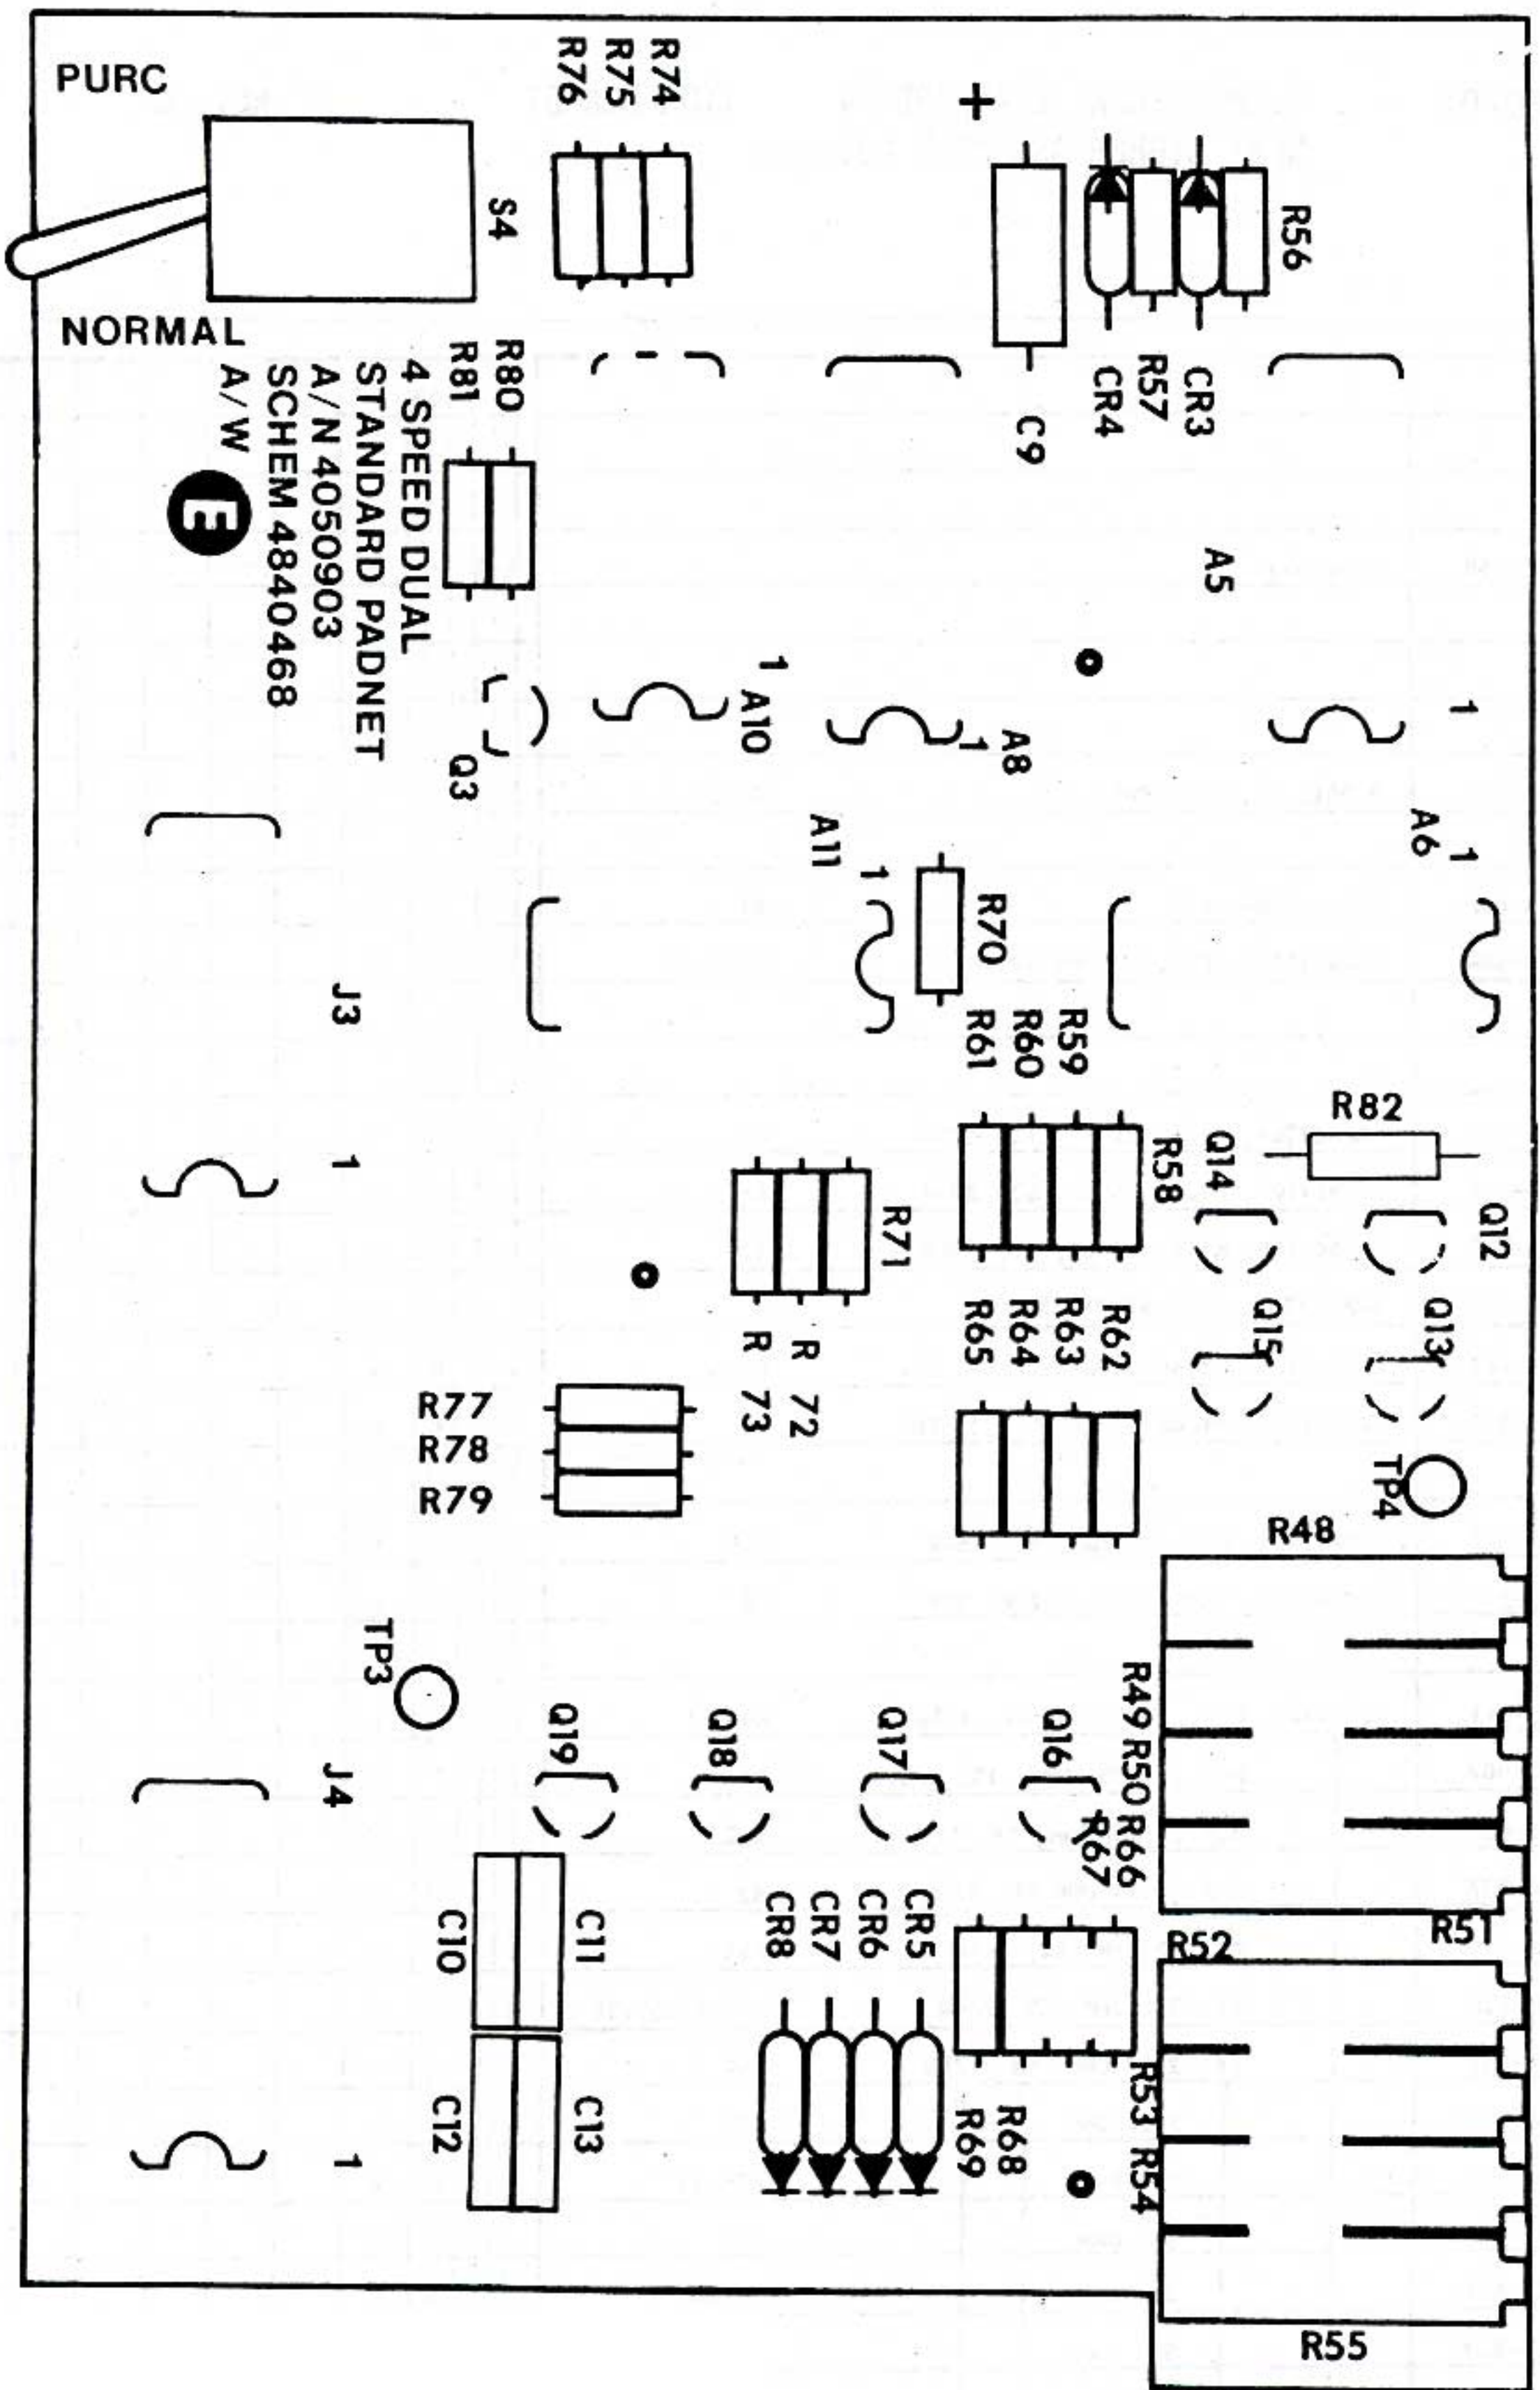 PURC
R76
R75
R74
+
S4
R56
NORMAL
R81
R80
C9
CR4
R57
CR3
4 SPEED DUAL
STANDARD PADNET
A/N 4050903
SCHEM 4840468
A/W
E
A5
1
A10
1
A8
1
Q3
A11
1
A6
1
R70
J3
1
R61
R60
R59
R82
R58
Q14
Q12
R71
Q15
Q13
R65
R64
R63
R62
R 73
R 72
R77
R78
R79
TP4
R48
TP3
R49
R50
R66
R67
Q19
Q18
Q17
Q16
J4
C10
C11
CR8
CR7
CR6
CR5
R51
R52
C12
C13
R69
R68
R53
R54
1
R55